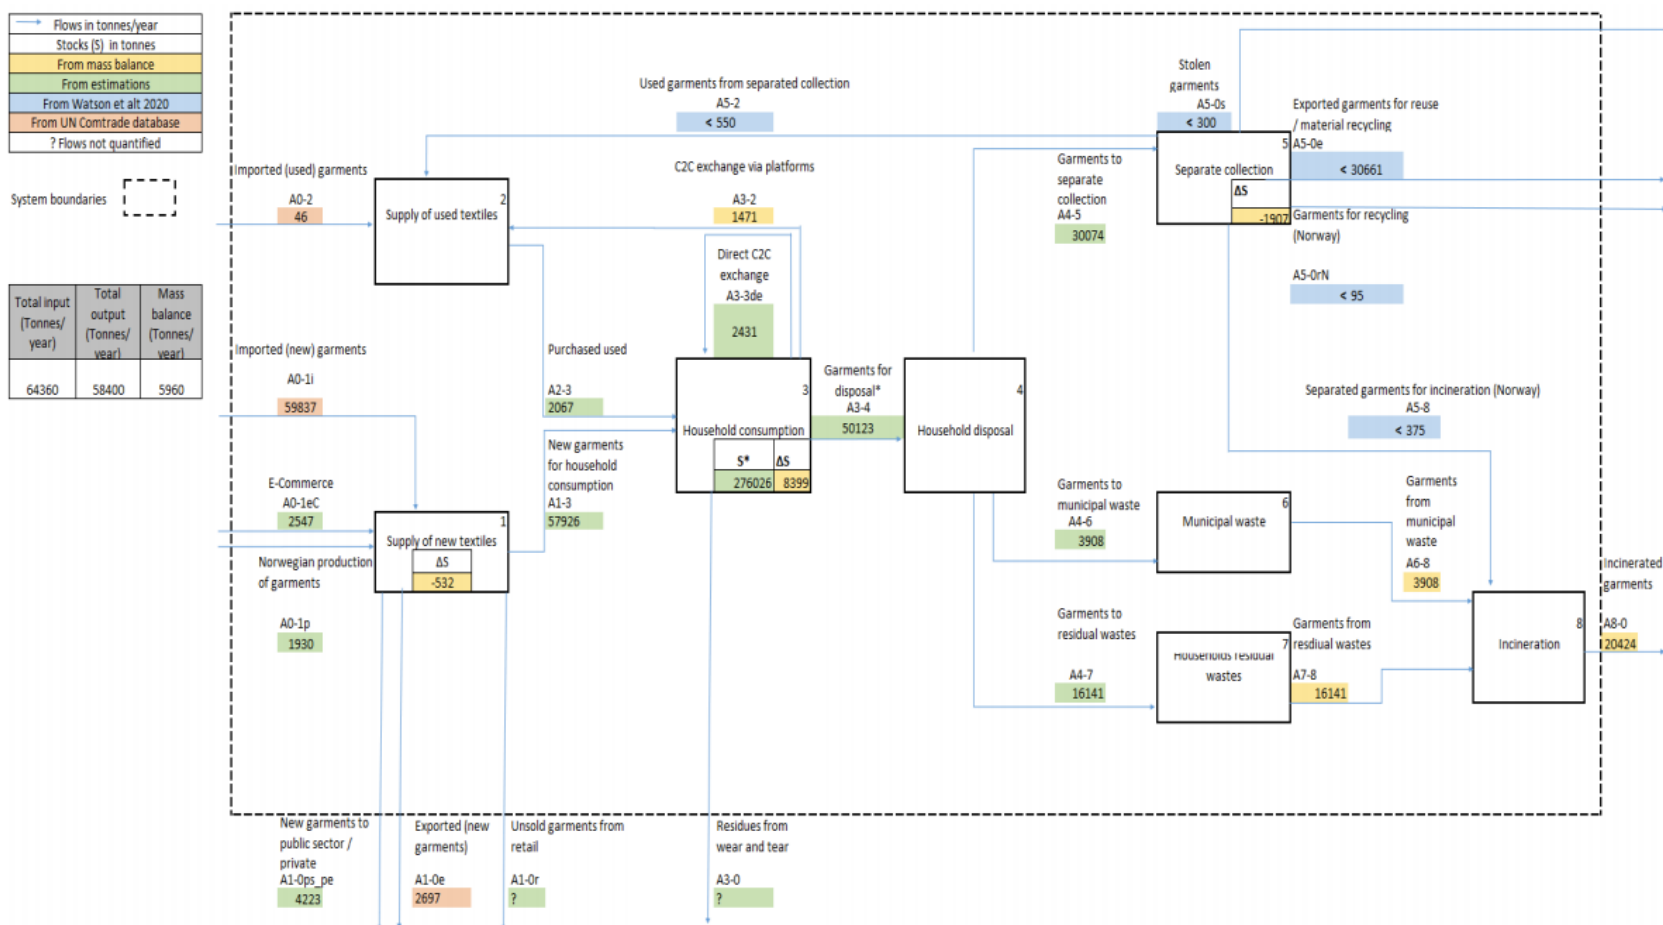 Flows in tonnes/year
Stocks (S) in tonnes
From mass balance
From estimations
From Watson et alt 2020
From UN Comtrade database
? Flows not quantified
System boundaries
Total input
(Tonnes/
year)
Total
output
(Tonnes/
year)
Mass
balance
(Tonnes/
year)
64360
58400
5960
Imported (used) garments
A0-2
46
Supply of used textiles
2
Used garments from separated collection
A5-2
< 550
C2C exchange via platforms
A3-2
1471
Direct C2C
exchange
A3-3de
2431
Imported (new) garments
A0-1i
59837
E-Commerce
A0-1eC
2547
Norwegian production
of garments
A0-1p
1930
Supply of new textiles
1
ΔS
-532
Purchased used
A2-3
2067
New garments
for household
consumption
A1-3
57926
Household consumption
3
S*
ΔS
276026
8399
Garments for
disposal*
A3-4
50123
Household disposal
4
Garments to
separate
collection
A4-5
30074
Stolen
garments
A5-0s
< 300
Separate collection
5
ΔS
-1907
Exported garments for reuse
/ material recycling
A5-0e
< 30661
Garments for recycling
(Norway)
A5-0rN
< 95
Separated garments for incineration (Norway)
A5-8
< 375
Garments to
municipal waste
A4-6
3908
Municipal waste
6
Garments
from
municipal
waste
A6-8
3908
Garments to
residual wastes
A4-7
16141
Households residual
wastes
7
Garments from
resdiual wastes
A7-8
16141
Incineration
8
Incinerated
garments
A8-0
20424
New garments to
public sector /
private
A1-0ps_pe
4223
Exported (new
garments)
A1-0e
2697
Unsold garments from
retail
A1-0r
?
Residues from
wear and tear
A3-0
?